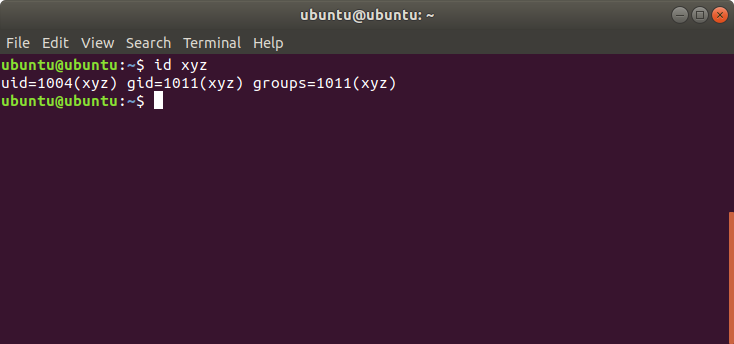 ubuntu@ubuntu: ~
File Edit View Search Terminal Help
ubuntu@ubuntu:~$ id xyz
uid=1004(xyz) gid=1011(xyz) groups=1011(xyz)
ubuntu@ubuntu:~$